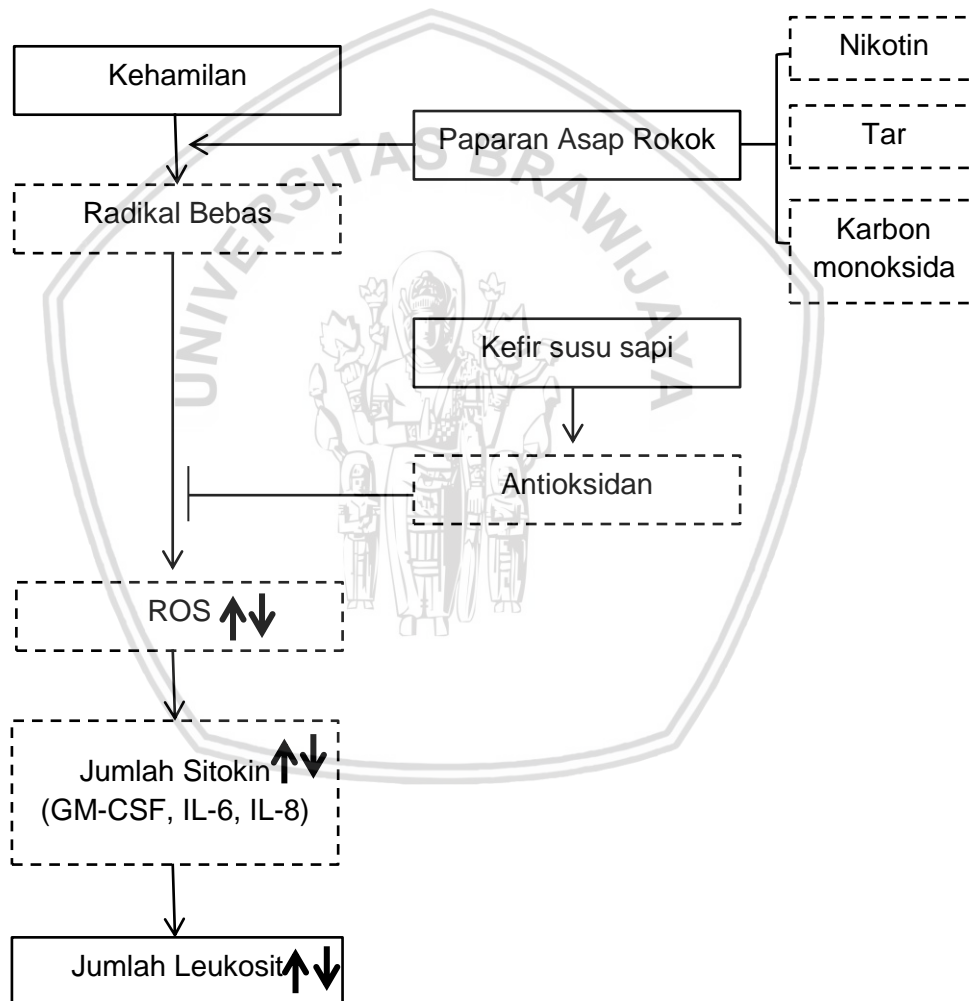 Nikotin
Kehamilan
Paparan Asap Rokok
Tar
Radikal Bebas
Karbon
monoksida
Kefir susu sapi
Antioksidan
ROS
Jumlah Sitokin
(GM-CSF, IL-6, IL-8)
Jumlah Leukosit
UNIVERSITAS BRAWIJAYA